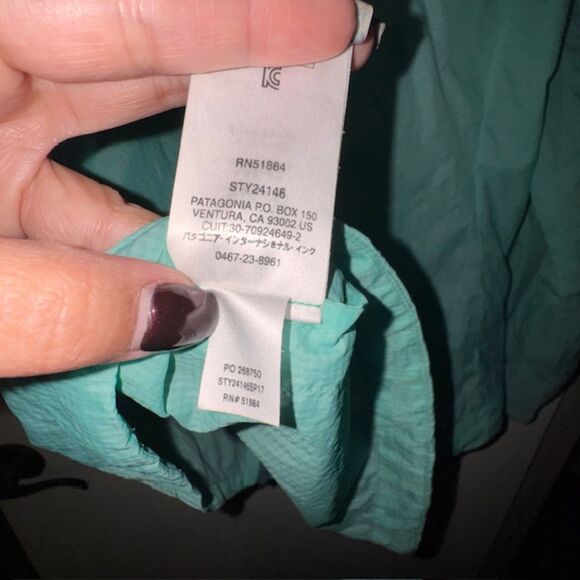 RN51884
STY24146
PATAGONIA P.O. BOX 150
VENTURA, CA 93002 US
CUIT:30-70924649-2
パタゴニア・インターナショナル・インク
0467-23-8961
PO 268750
STY24146SP17
RN# 51884